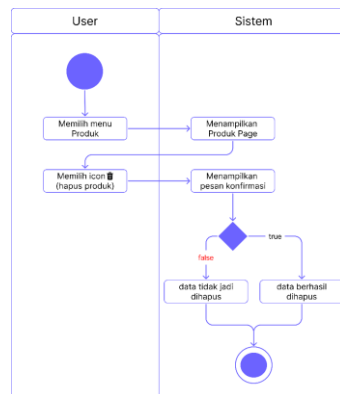 User
Sistem
Memilih menu
Produk
Menampilkan
Produk Page
Memilih icon
(hapus produk)
Menampilkan
pesan konfirmasi
true
false
data tidak jadi
dihapus
data berhasil
dihapus